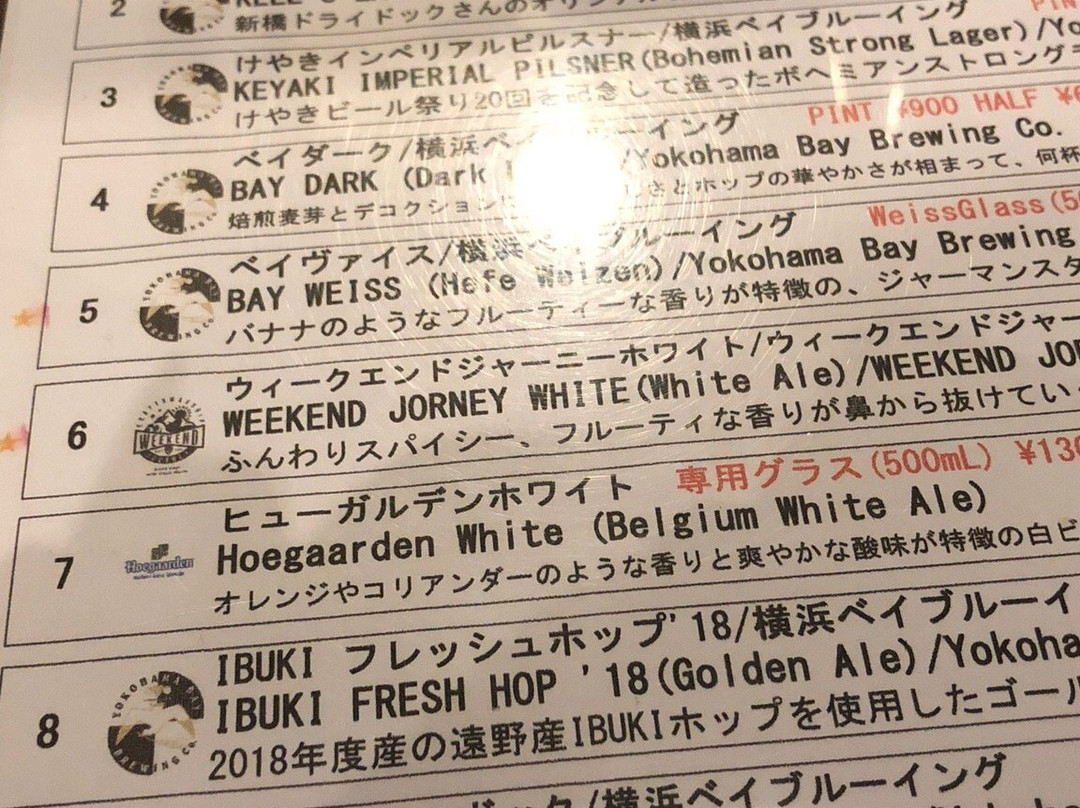 2
新橋ドライドックさんのオリジナル
3
けやきインペリアルピルスナー/横浜ベイブルーイング
KEYAKI IMPERIAL PILSNER(Bohemian Strong Lager)/Yo
けやきビール祭り20回を記念して造ったボヘミアンストロング
PINT ¥900 HALF
4
ベイダーク/横浜ベ ーイング
BAY DARK (Dark /Yokohama Bay Brewing Co.
焙煎麦芽とデコクション さとホップの華やかさが相まって、何杯
WeissGlass(5
5
ベイヴァイス/横浜ベイブルーイング
BAY WEISS (Hefe Weizen)/Yokohama Bay Brewing
バナナのようなフルーティーな香りが特徴の、ジャーマンスタ
6
WEEKEND
ウィークエンドジャーニーホワイト/ウィークエンドジャー
WEEKEND JORNEY WHITE(White Ale)/WEEKEND JO
ふんわりスパイシー、フルーティな香りが鼻から抜けてい
7
Hoegaarden
ヒューガルデンホワイト 専用グラス(500mL) ¥130
Hoegaarden White (Belgium White Ale)
オレンジやコリアンダーのような香りと爽やかな酸味が特徴の白ビ
8
YOKOHAMA BAY BREWING CO.
IBUKI フレッシュホップ'18/横浜ベイブルーイ
IBUKI FRESH HOP '18(Golden Ale)/Yokoha
2018年度産の遠野産IBUKIホップを使用したゴール
/横浜ベイブルーイング